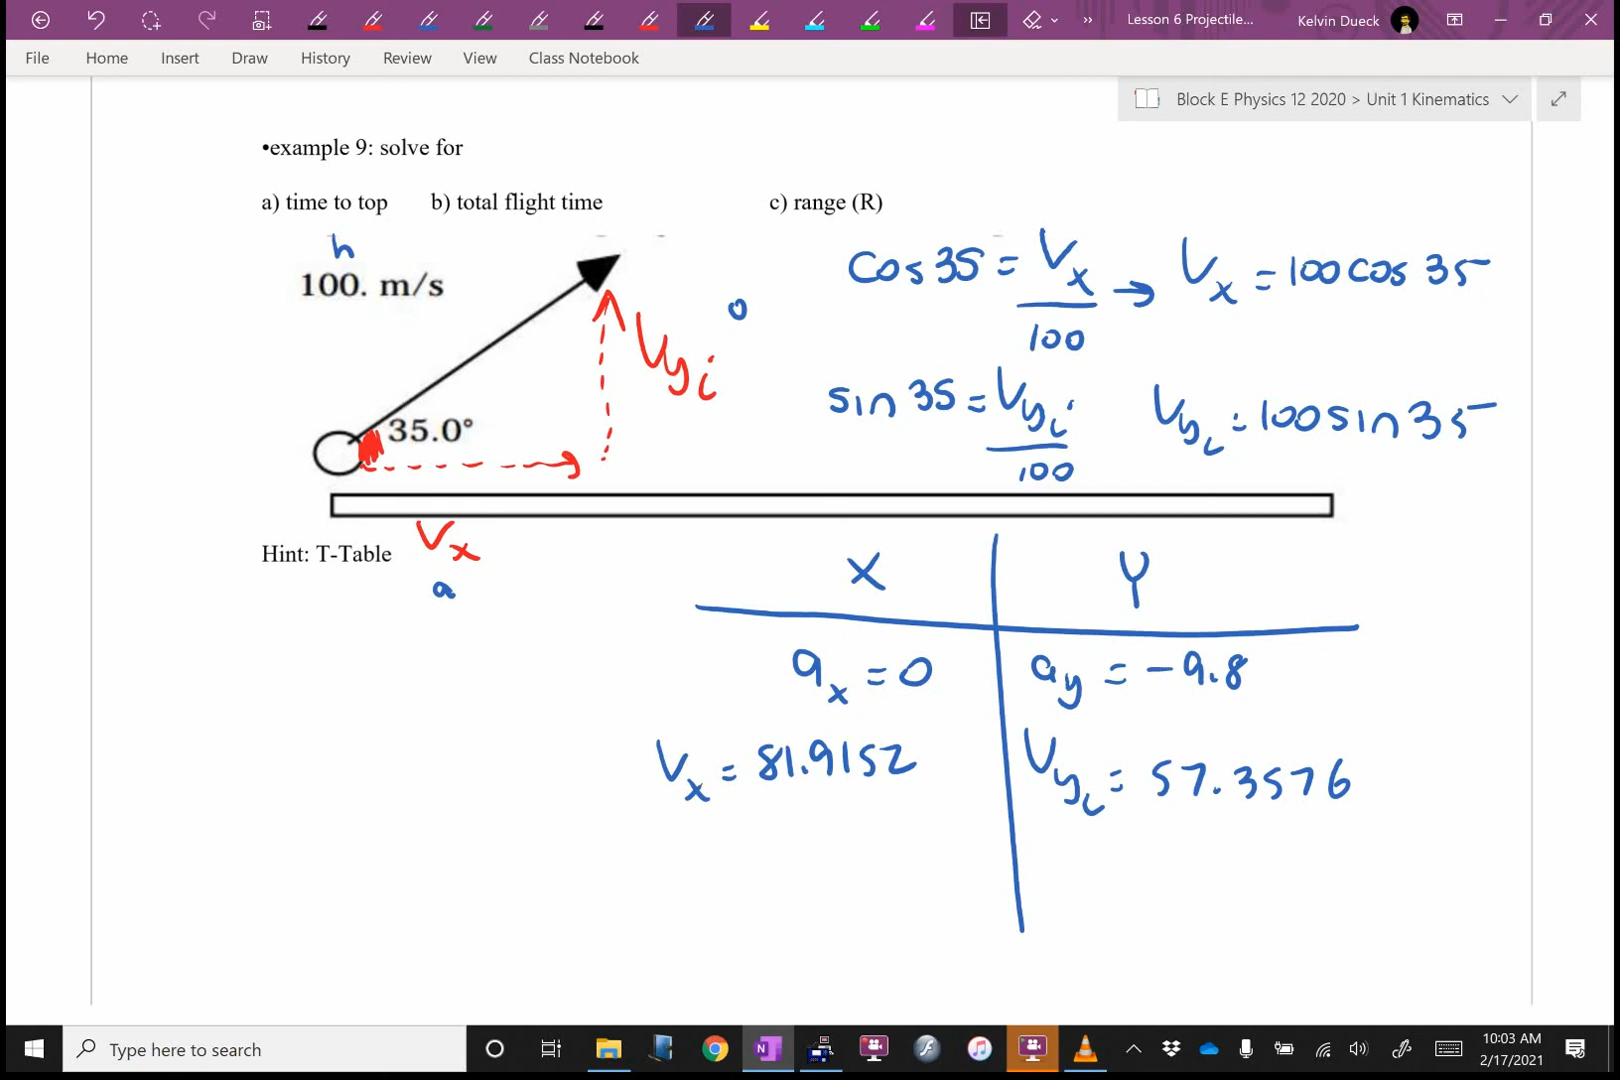 Lesson 6 Projectile...
Kelvin Dueck
File Home Insert Draw History Review View Class Notebook
Block E Physics 12 2020 > Unit 1 Kinematics
•example 9: solve for
a) time to top b) total flight time c) range (R)
h
100. m/s
35.0°
Vyi
o
Vx
a
cos 35 = Vx/100 → Vx = 100 cos 35
sin 35 = Vyi/100 Vyi = 100 sin 35
Hint: T-Table
X Y
ax = 0 ay = -9.8
Vx = 81.9152 Vyi = 57.3576
Type here to search
10:03 AM
2/17/2021